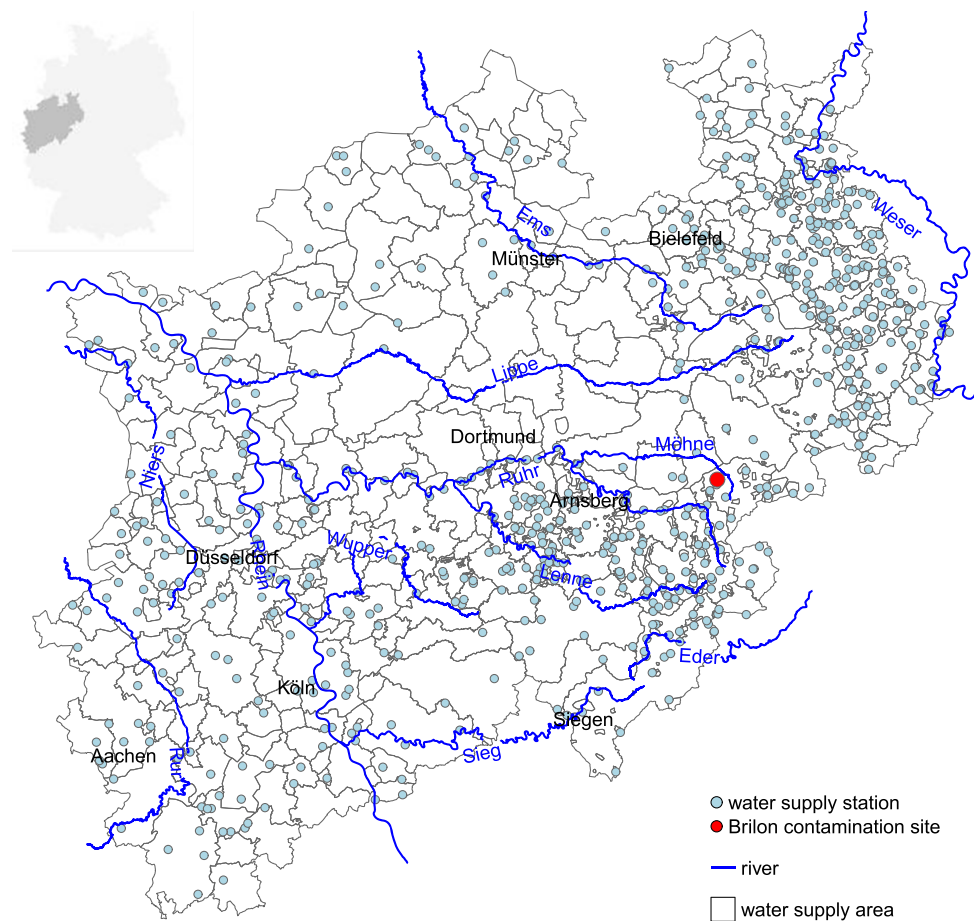 Ems
Bielefeld
Weser
Münster
Lippe
Dortmund
Möhne
Niers
Ruhr
Arnsberg
Wupper
Düsseldorf
Rhein
Lenne
Eder
Köln
Siegen
Aachen
Rur
Sieg
water supply station
Brilon contamination site
river
water supply area